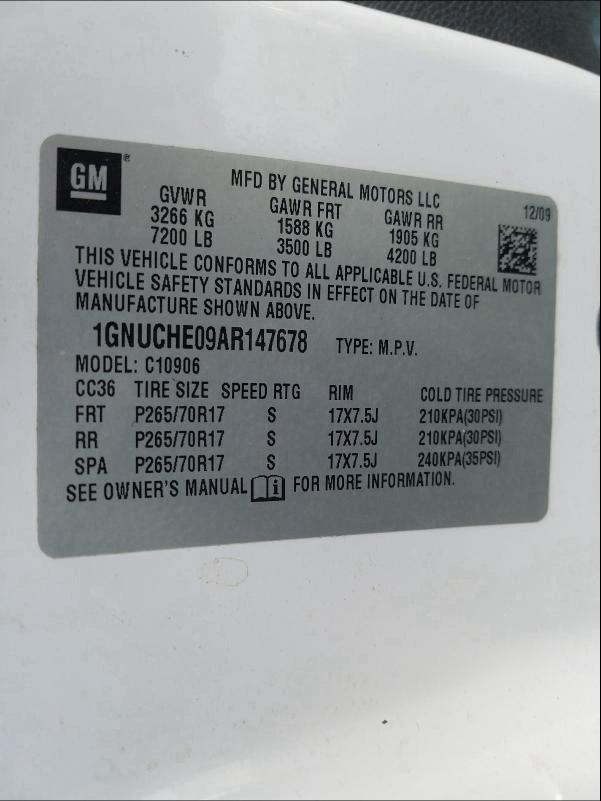 GM®
MFD BY GENERAL MOTORS LLC
12/09
GVWR GAWR FRT GAWR RR
3266 KG 1588 KG 1905 KG
7200 LB 3500 LB 4200 LB
THIS VEHICLE CONFORMS TO ALL APPLICABLE U.S. FEDERAL MOTOR
VEHICLE SAFETY STANDARDS IN EFFECT ON THE DATE OF
MANUFACTURE SHOWN ABOVE.
1GNUCHE09AR147678 TYPE: M.P.V.
MODEL: C10906
CC36 TIRE SIZE SPEED RTG RIM COLD TIRE PRESSURE
FRT P265/70R17 S 17X7.5J 210KPA(30PSI)
RR P265/70R17 S 17X7.5J 210KPA(30PSI)
SPA P265/70R17 S 17X7.5J 240KPA(35PSI)
SEE OWNER'S MANUAL i FOR MORE INFORMATION.